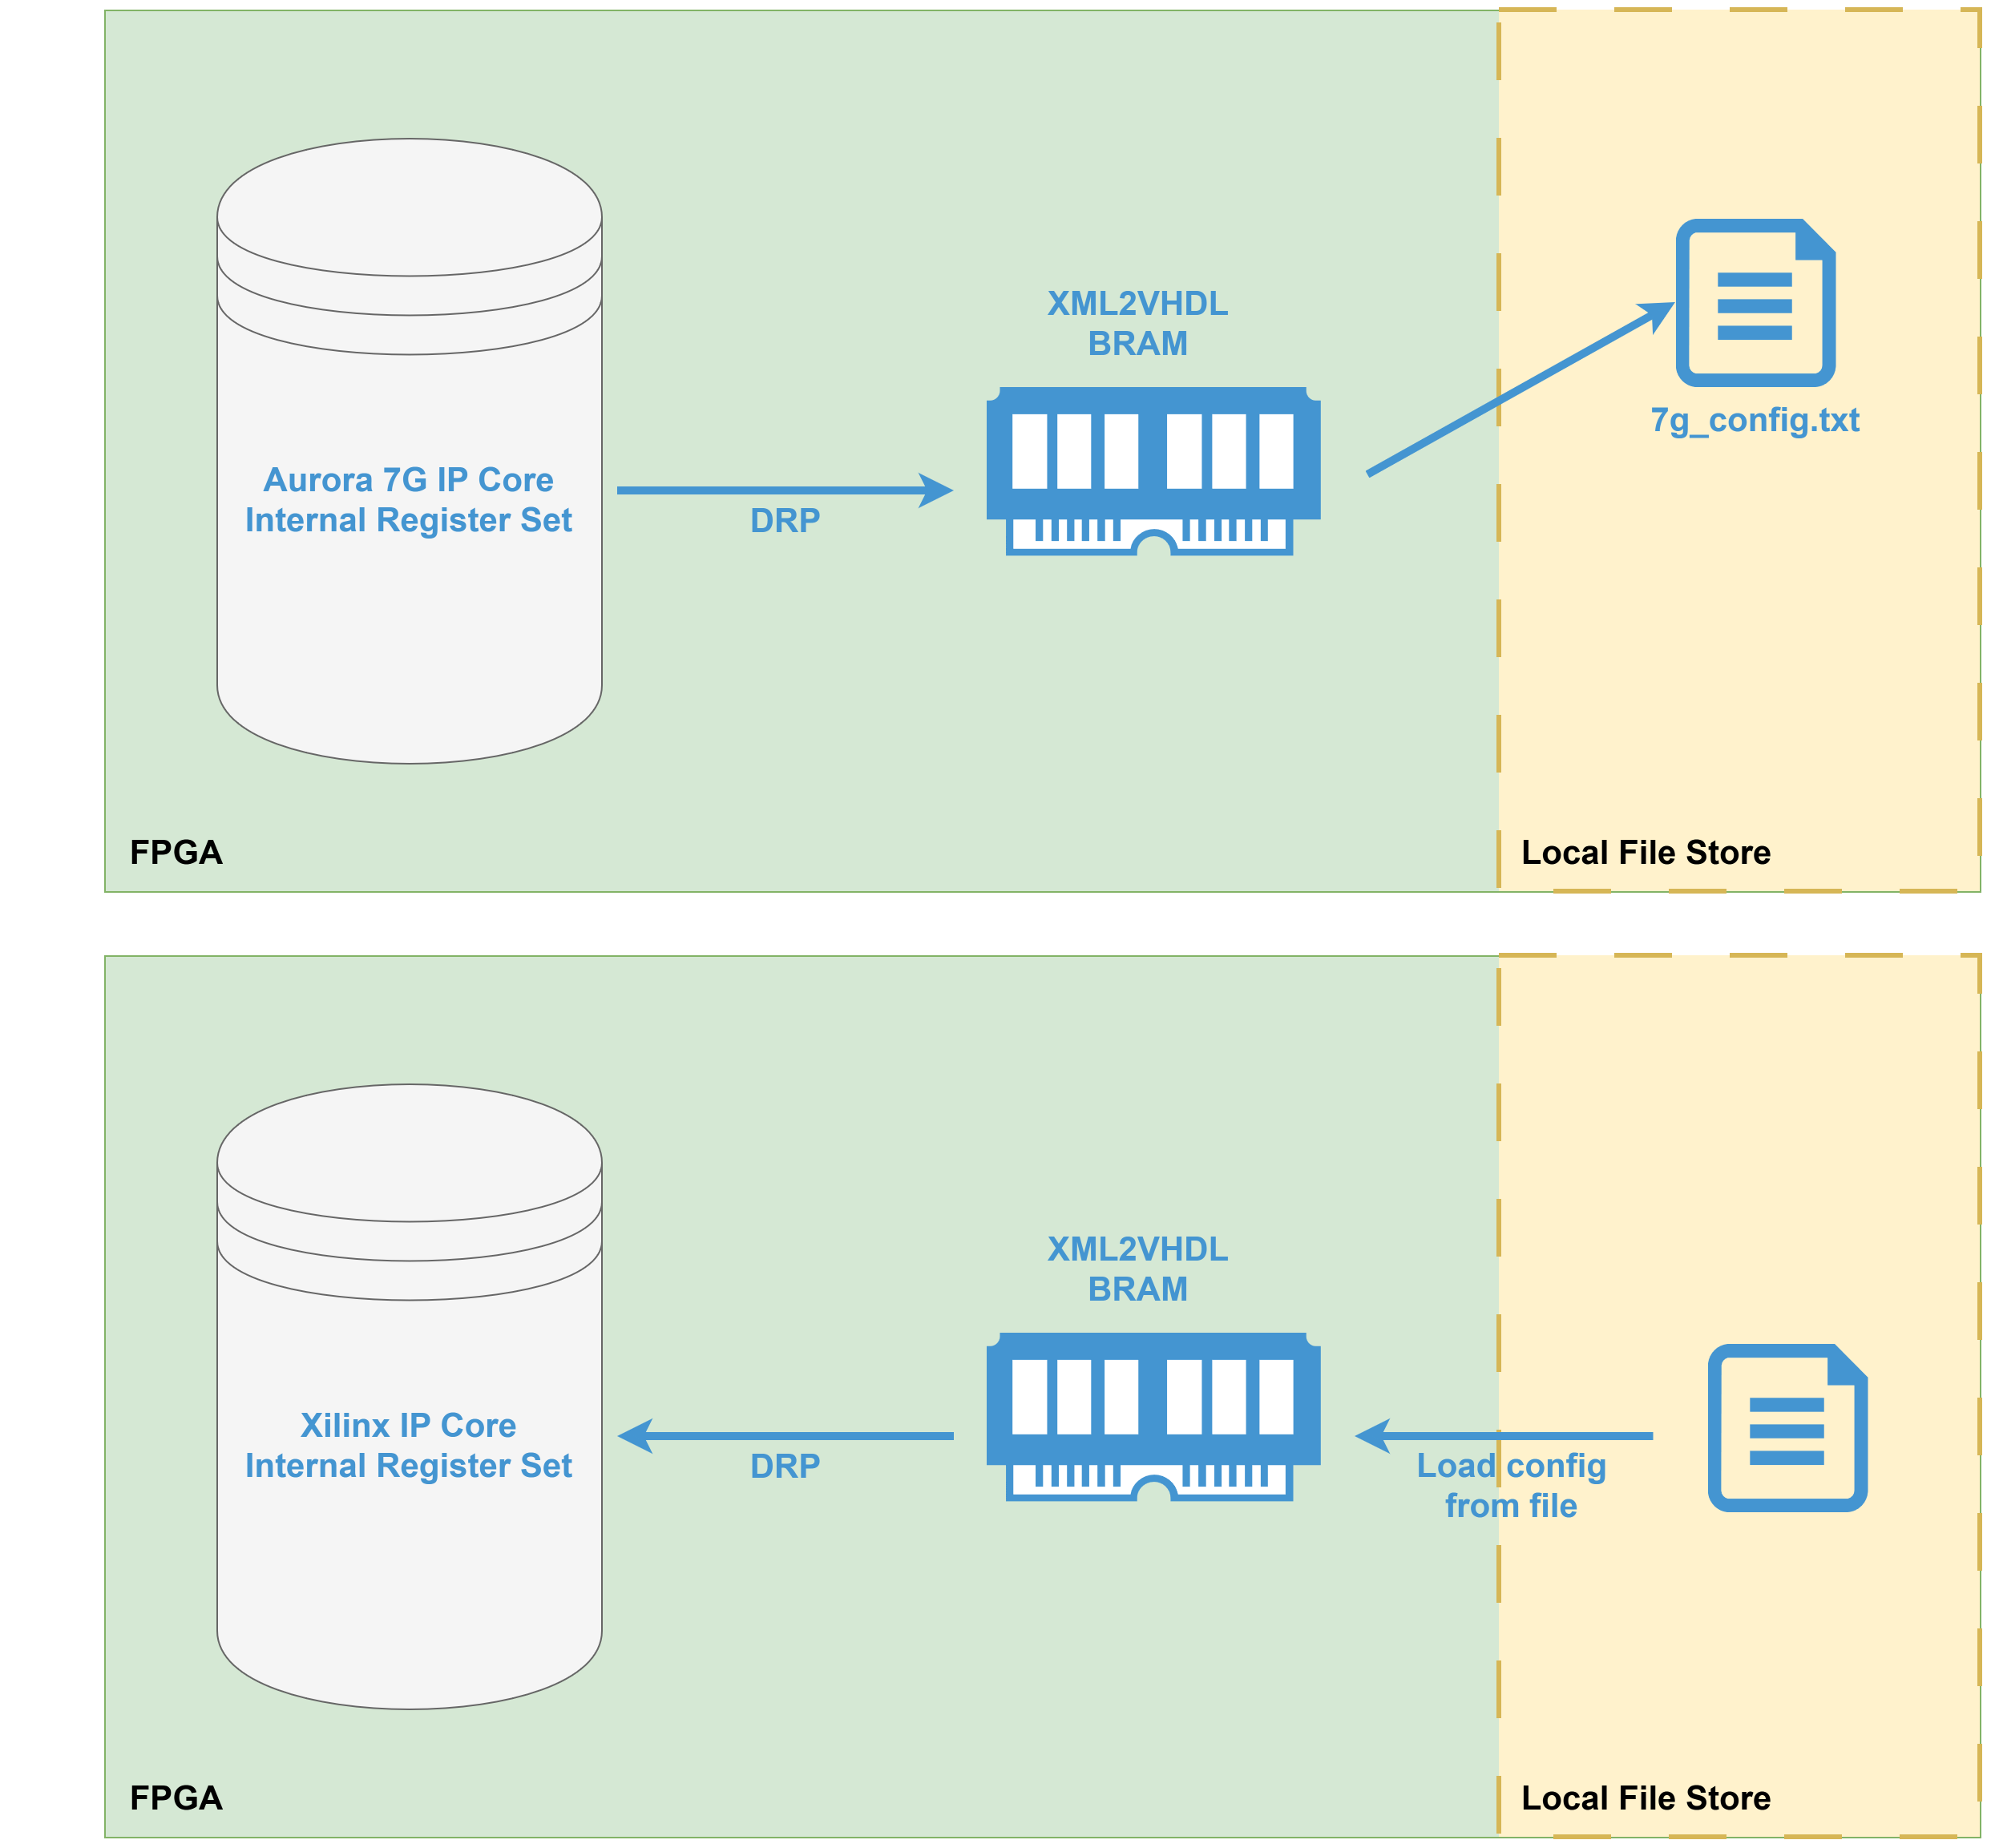 XML2VHDL
BRAM
7g_config.txt
Aurora 7G IP Core
Internal Register Set
DRP
FPGA
Local File Store
XML2VHDL
BRAM
Xilinx IP Core
Internal Register Set
DRP
Load config
from file
FPGA
Local File Store